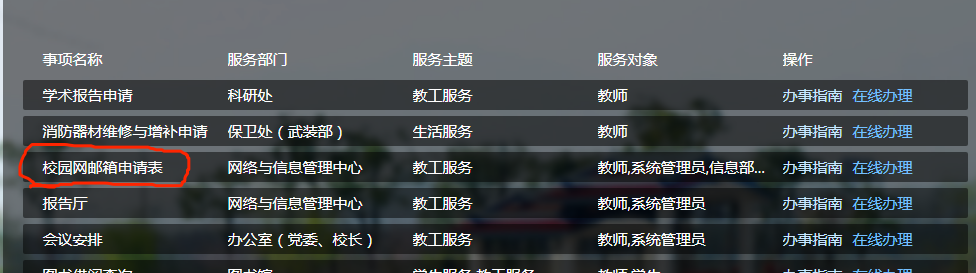 事项名称 服务部门 服务主题 服务对象 操作
学术报告申请 科研处 教工服务 教师 办事指南 在线办理
消防器材维修与增补申请 保卫处（武装部） 生活服务 教师 办事指南 在线办理
校园网邮箱申请表 网络与信息管理中心 教工服务 教师,系统管理员,信息部... 办事指南 在线办理
报告厅 网络与信息管理中心 教工服务 教师,系统管理员 办事指南 在线办理
会议安排 办公室（党委、校长） 教工服务 教师,系统管理员 办事指南 在线办理